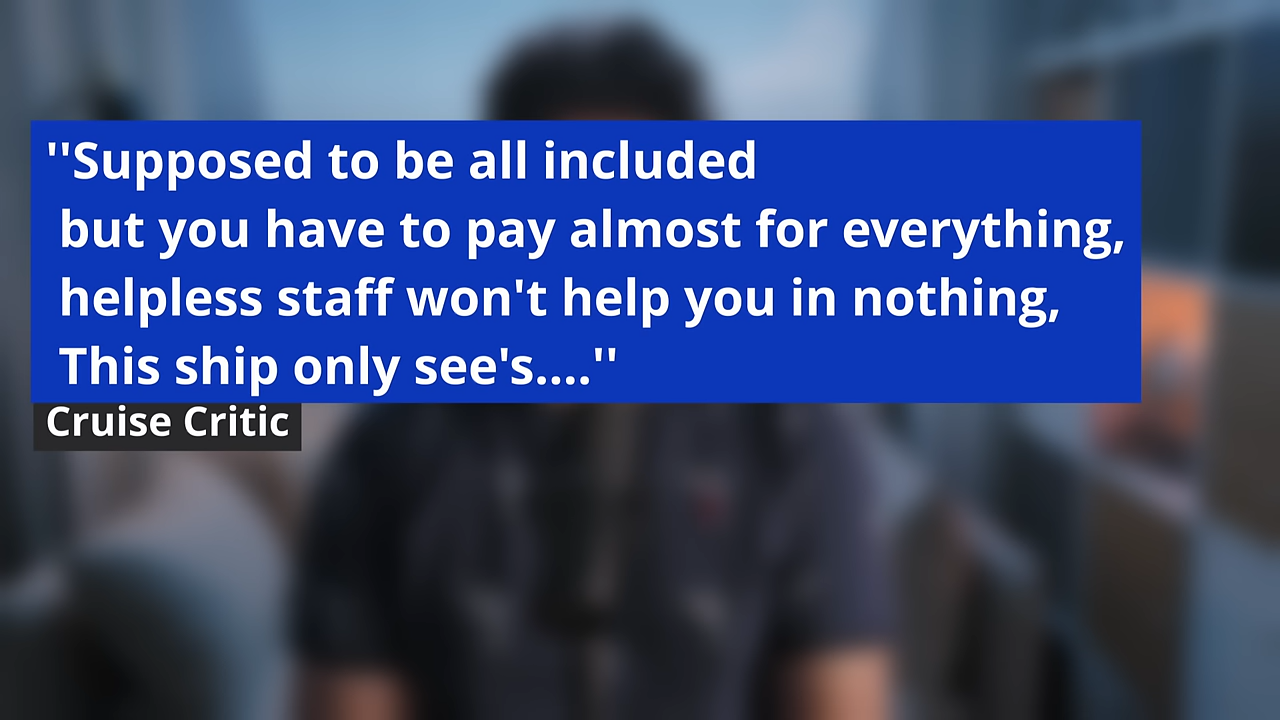 ''Supposed to be all included
but you have to pay almost for everything,
helpless staff won't help you in nothing,
This ship only see's....''
Cruise Critic